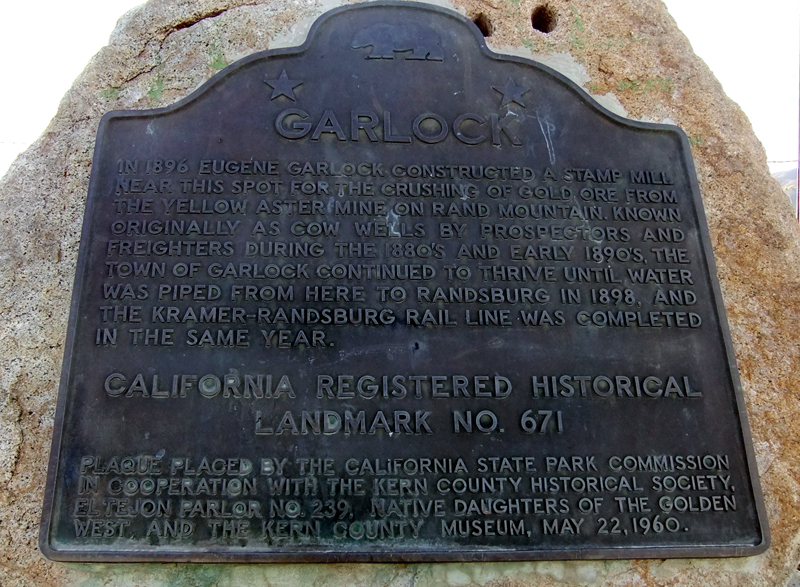 GARLOCK
IN 1896 EUGENE GARLOCK CONSTRUCTED A STAMP MILL
NEAR THIS SPOT FOR THE CRUSHING OF GOLD ORE FROM
THE YELLOW ASTER MINE ON RAND MOUNTAIN. KNOWN
ORIGINALLY AS COW WELLS BY PROSPECTORS AND
FREIGHTERS DURING THE 1880'S AND EARLY 1890'S, THE
TOWN OF GARLOCK CONTINUED TO THRIVE UNTIL WATER
WAS PIPED FROM HERE TO RANDSBURG IN 1898, AND
THE KRAMER-RANDSBURG RAIL LINE WAS COMPLETED
IN THE SAME YEAR.
CALIFORNIA REGISTERED HISTORICAL
LANDMARK NO. 671
PLAQUE PLACED BY THE CALIFORNIA STATE PARK COMMISSION
IN COOPERATION WITH THE KERN COUNTY HISTORICAL SOCIETY,
EL TEJON PARLOR NO. 239, NATIVE DAUGHTERS OF THE GOLDEN
WEST, AND THE KERN COUNTY MUSEUM, MAY 22, 1960.